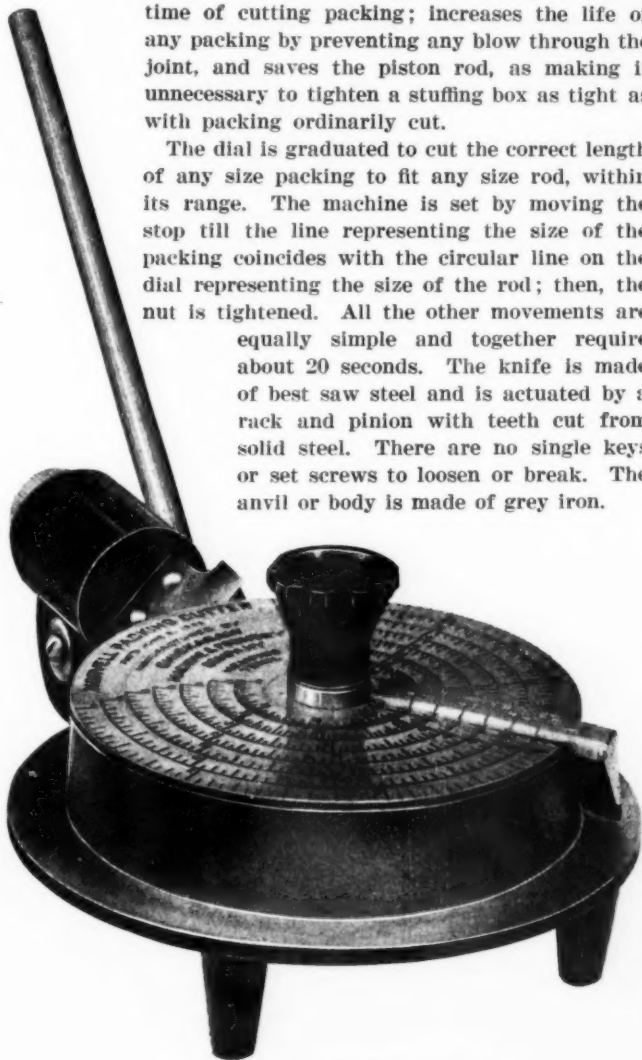 time of cutting packing; increases the life o
any packing by preventing any blow through the
joint, and saves the piston rod, as making i
unnecessary to tighten a stuffing box as tight as
with packing ordinarily cut.
The dial is graduated to cut the correct length
of any size packing to fit any size rod, within
its range. The machine is set by moving the
stop till the line representing the size of the
packing coincides with the circular line on the
dial representing the size of the rod; then, the
nut is tightened. All the other movements are
equally simple and together require
about 20 seconds. The knife is made
of best saw steel and is actuated by a
rack and pinion with teeth cut from
solid steel. There are no single keys
or set screws to loosen or break. The
anvil or body is made of grey iron.
PACKING CUTTER